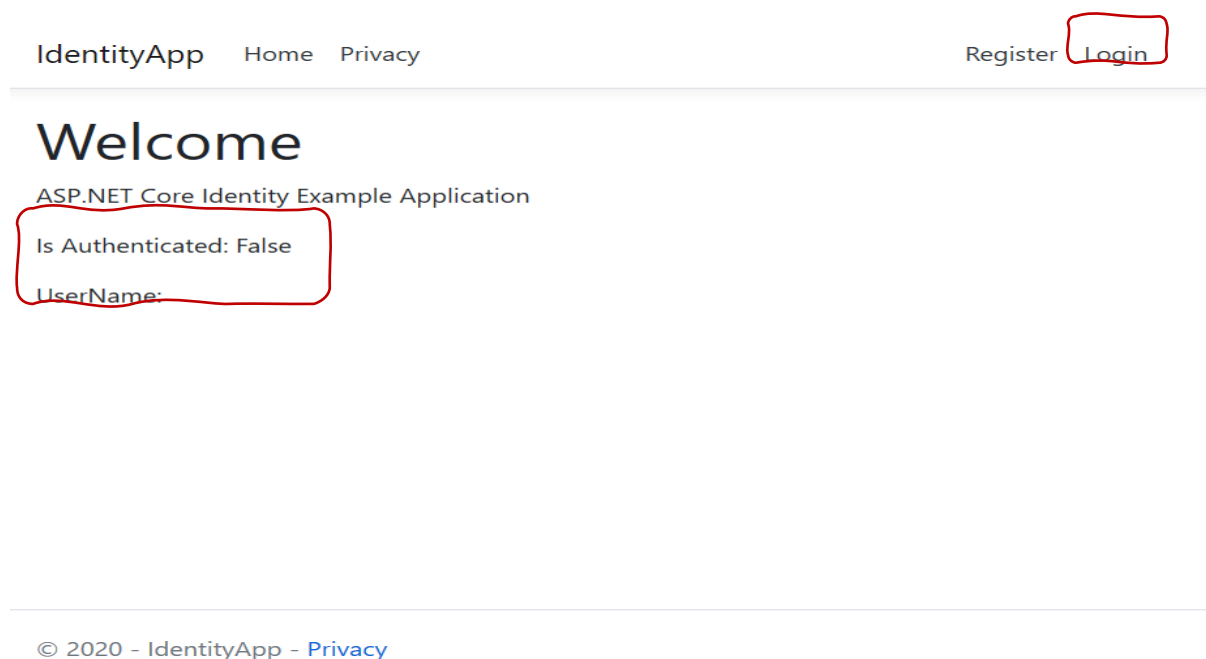 IdentityApp Home Privacy Register Login
Welcome
ASP.NET Core Identity Example Application
Is Authenticated: False
UserName:
© 2020 - IdentityApp - Privacy